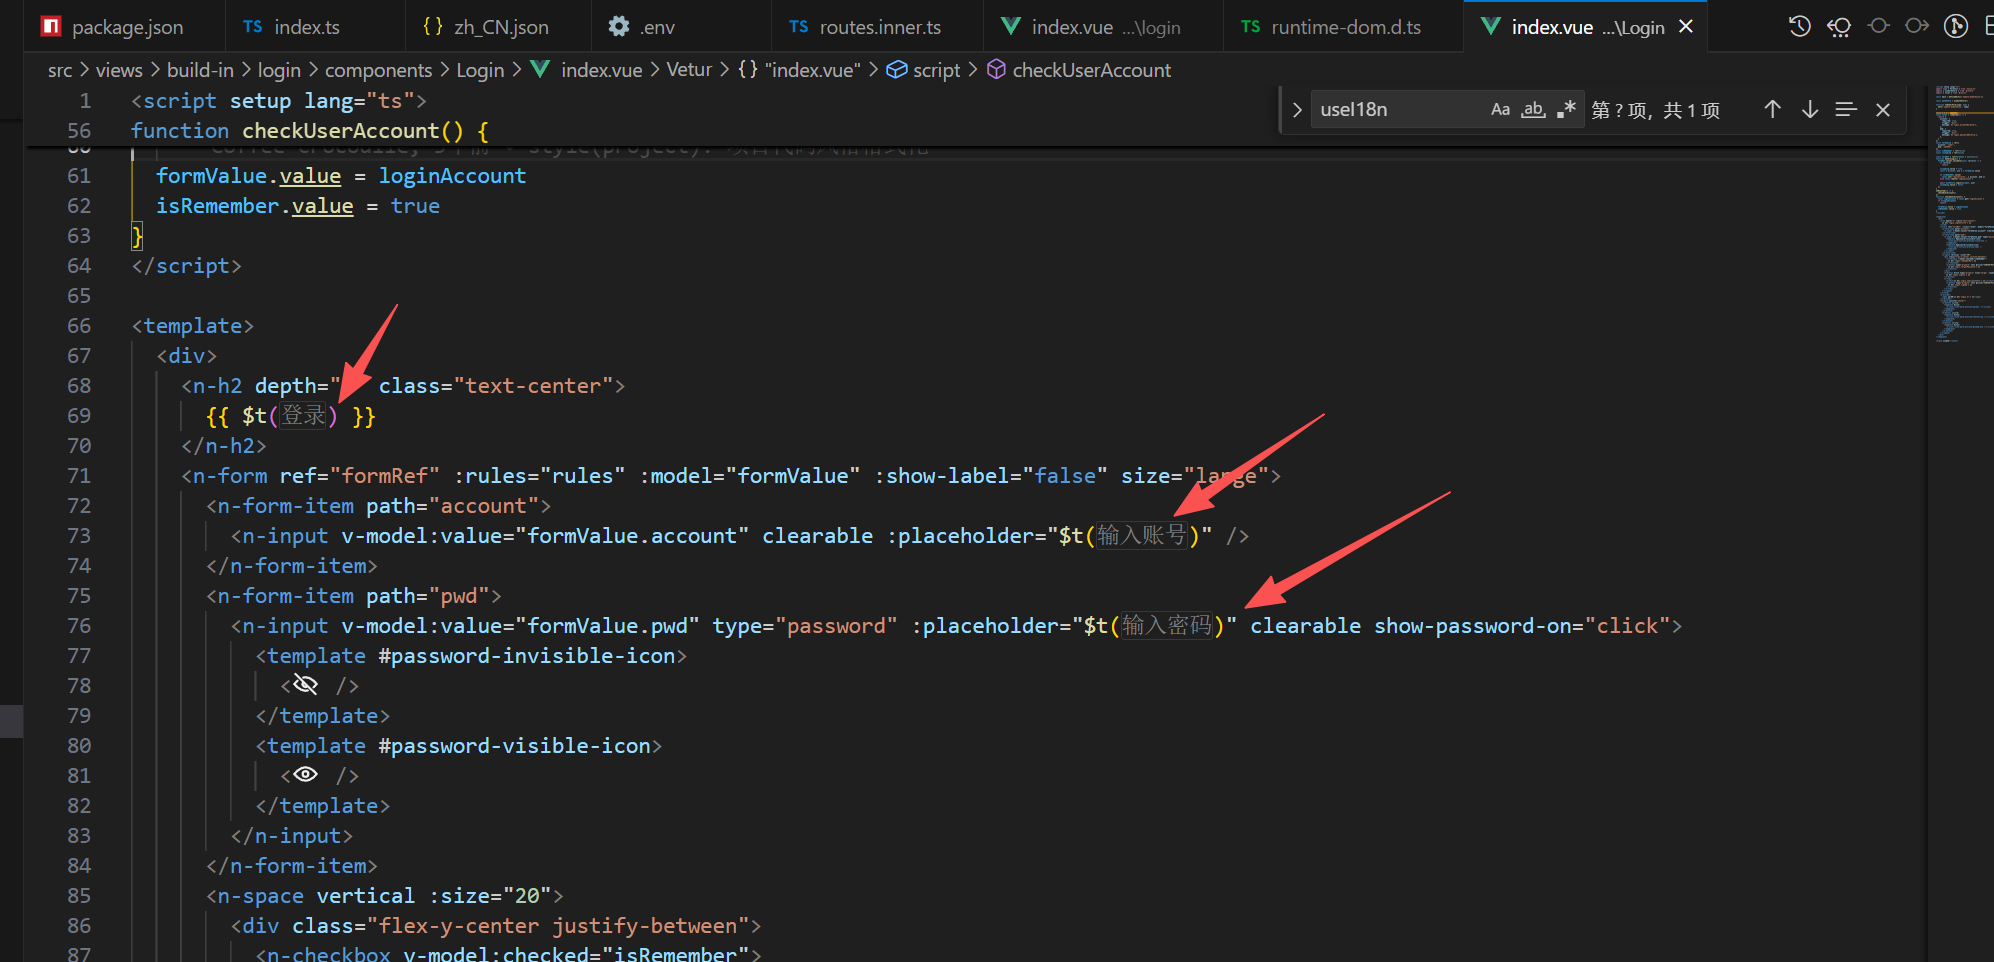 package.json
TS index.ts
{} zh_CN.json
.env
TS routes.inner.ts
index.vue ...\login
TS runtime-dom.d.ts
index.vue ...\Login
src > views > build-in > login > components > Login > index.vue > Vetur > {} "index.vue" > script > checkUserAccount
useI18n Aa ab .* 第 ? 项, 共 1 项
1 <script setup lang="ts">
56 function checkUserAccount() {
61 formValue.value = loginAccount
62 isRemember.value = true
63 }
64 </script>
65
66 <template>
67 <div>
68 <n-h2 depth=" class="text-center">
69 {{ $t(登录) }}
70 </n-h2>
71 <n-form ref="formRef" :rules="rules" :model="formValue" :show-label="false" size="large">
72 <n-form-item path="account">
73 <n-input v-model:value="formValue.account" clearable :placeholder="$t(输入账号)" />
74 </n-form-item>
75 <n-form-item path="pwd">
76 <n-input v-model:value="formValue.pwd" type="password" :placeholder="$t(输入密码)" clearable show-password-on="click">
77 <template #password-invisible-icon>
78 < />
79 </template>
80 <template #password-visible-icon>
81 < />
82 </template>
83 </n-input>
84 </n-form-item>
85 <n-space vertical :size="20">
86 <div class="flex-y-center justify-between">
87 <n-checkbox v-model:checked="isRemember">